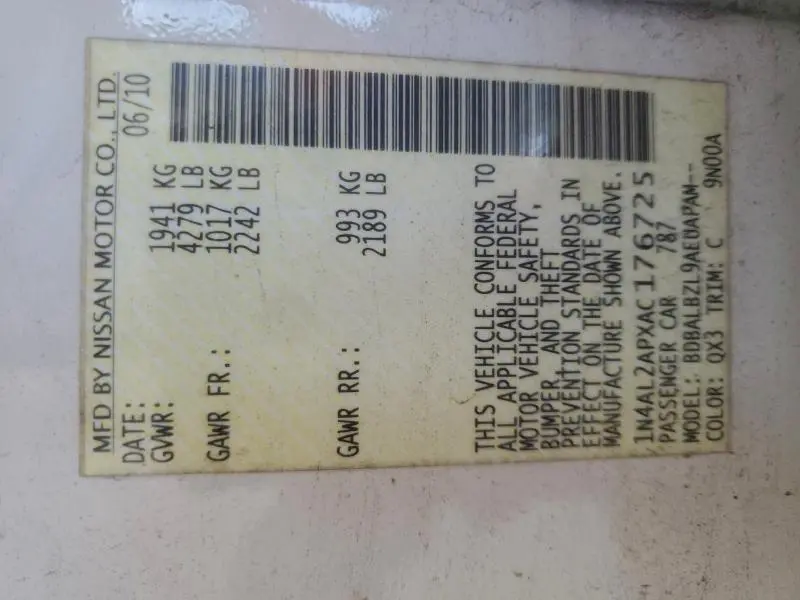 MFD BY NISSAN MOTOR CO., LTD.
DATE: 06/10
GVWR: 1941 KG
4279 LB
GAWR FR.: 1017 KG
2242 LB
GAWR RR.: 993 KG
2189 LB
THIS VEHICLE CONFORMS TO
ALL APPLICABLE FEDERAL
MOTOR VEHICLE SAFETY,
BUMPER, AND THEFT
PREVENTION STANDARDS IN
EFFECT ON THE DATE OF
MANUFACTURE SHOWN ABOVE.
1N4AL2APXAC176725
PASSENGER CAR 787
MODEL: BDBALBZL9AEUAPAM--
COLOR: QX3 TRIM: C 9N00A